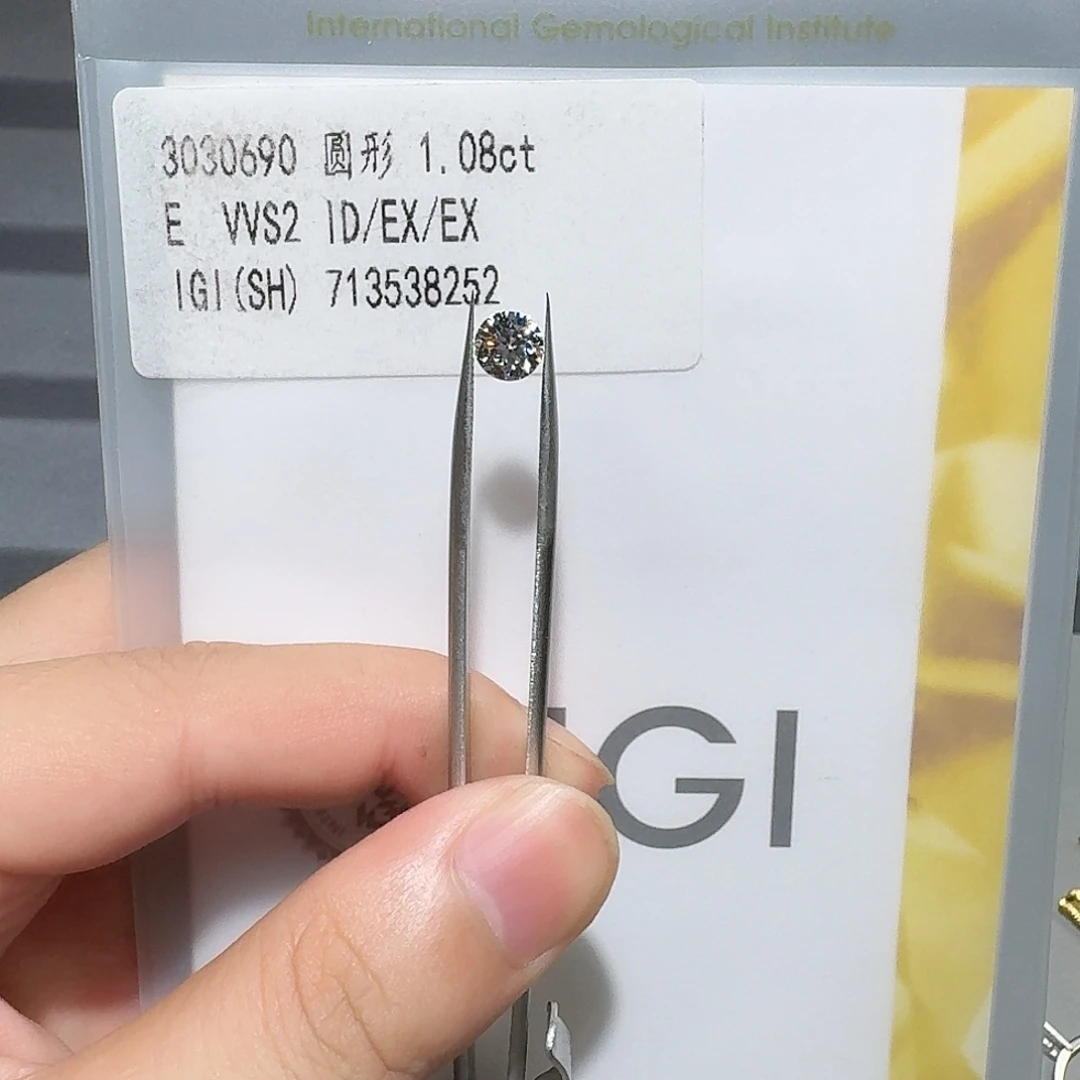 International Gemological Institute
3030690 圆形 1.08ct
E VVS2 ID/EX/EX
IGI(SH) 713538252
IGI